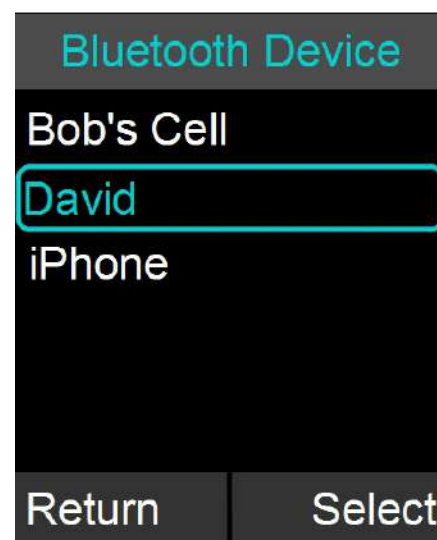 Bluetooth Device
Bob's Cell
David
iPhone
Return Select